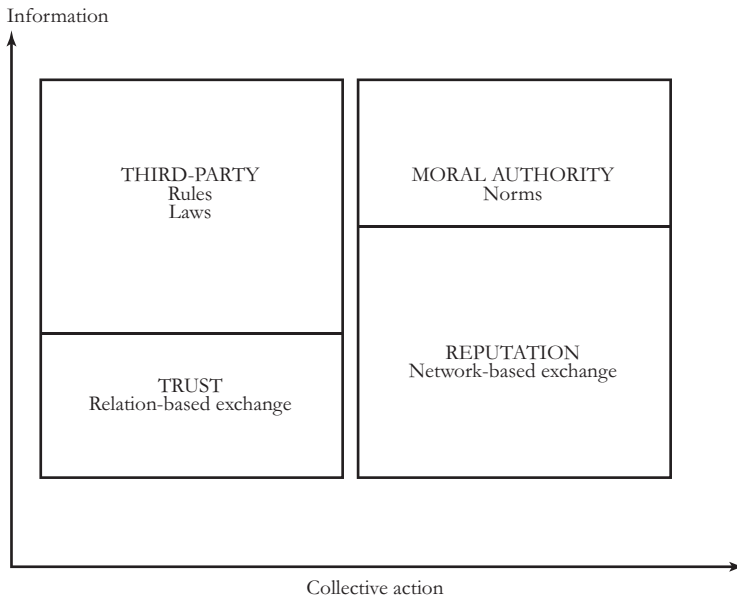 Information
THIRD-PARTY
Rules
Laws
MORAL AUTHORITY
Norms
TRUST
Relation-based exchange
REPUTATION
Network-based exchange
Collective action